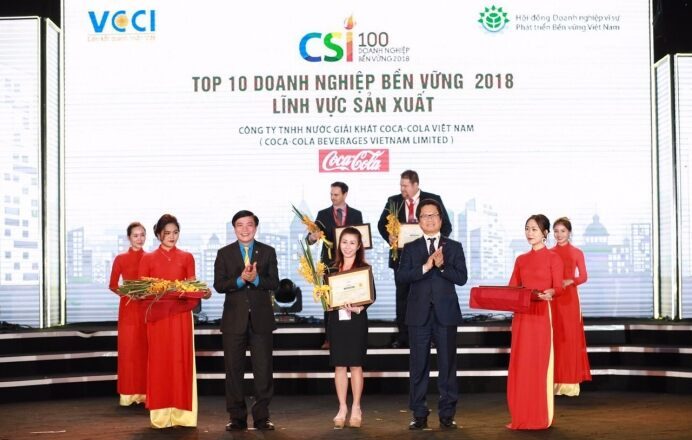 VCCI
CSI 100
DOANH NGHIỆP
BỀN VỮNG 2018
Hội đồng Doanh nghiệp vì sự
Phát triển Bền vững Việt Nam
TOP 10 DOANH NGHIỆP BỀN VỮNG 2018
LĨNH VỰC SẢN XUẤT
CÔNG TY TNHH NƯỚC GIẢI KHÁT COCA-COLA VIỆT NAM
( COCA-COLA BEVERAGES VIETNAM LIMITED )
Coca-Cola